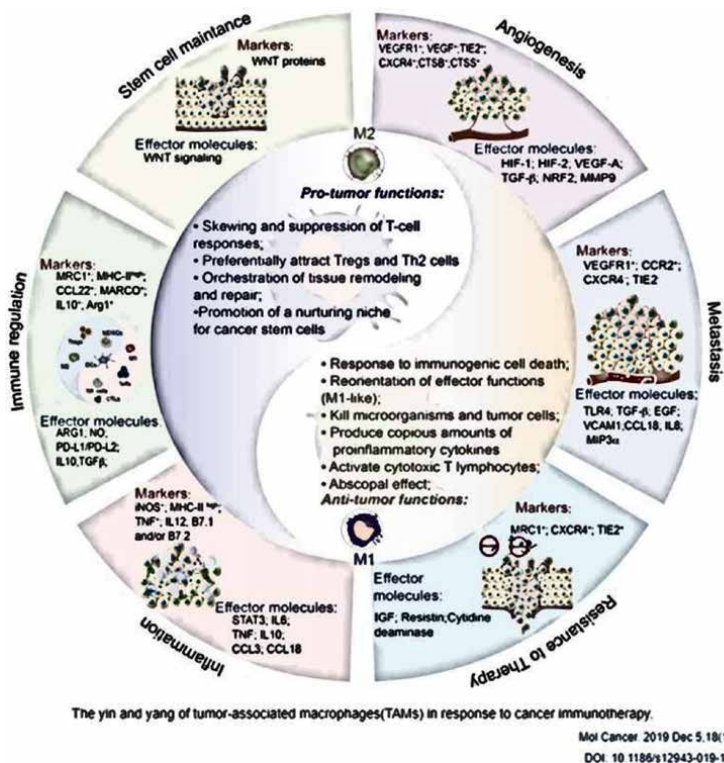 Stem cell maintance
Markers:
WNT proteins
Effector molecules:
WNT signaling
Angiogenesis
Markers:
VEGFR1⁺, VEGF⁺,TIE2⁺,
CXCR4⁺,CTSB⁺,CTSS⁺
Effector molecules:
HIF-1; HIF-2, VEGF-A;
TGF-β; NRF2; MMP9
M2
Pro-tumor functions:
• Skewing and suppression of T-cell
responses;
• Preferentially attract Tregs and Th2 cells
• Orchestration of tissue remodeling
and repair;
•Promotion of a nurturing niche
for cancer stem cells
Immune regulation
Markers:
MRC1⁺; MHC-II
CCL22⁺, MARCO⁺;
IL10⁺, Arg1⁺
CTLs
Effector molecules:
ARG1; NO;
PD-L1/PD-L2;
IL10,TGFβ;
Metastasis
Markers:
VEGFR1⁺; CCR2⁺;
CXCR4; TIE2
Effector molecules:
TLR4; TGF-β; EGF;
VCAM1;CCL18, IL8;
MIP3α
• Response to immunogenic cell death;
• Reorientation of effector functions
(M1-like);
• Kill microorganisms and tumor cells;
• Produce copious amounts of
proinflammatory cytokines
• Activate cytotoxic T lymphocytes;
• Abscopal effect;
Anti-tumor functions:
M1
Inflammation
Markers:
iNOS⁺, MHC-II
TNF⁺, IL12, B7.1
and/or B7.2
Effector molecules:
STAT3; IL6;
TNF; IL10;
CCL3; CCL18
Resistance to Therapy
Markers:
MRC1⁺, CXCR4⁺; TIE2⁺
Effector
molecules:
IGF; Resistin;Cytidine
deaminase
The yin and yang of tumor-associated macrophages(TAMs) in response to cancer immunotherapy.
Mol Cancer. 2019 Dec 5,18(
DOI: 10.1186/s12943-019-1